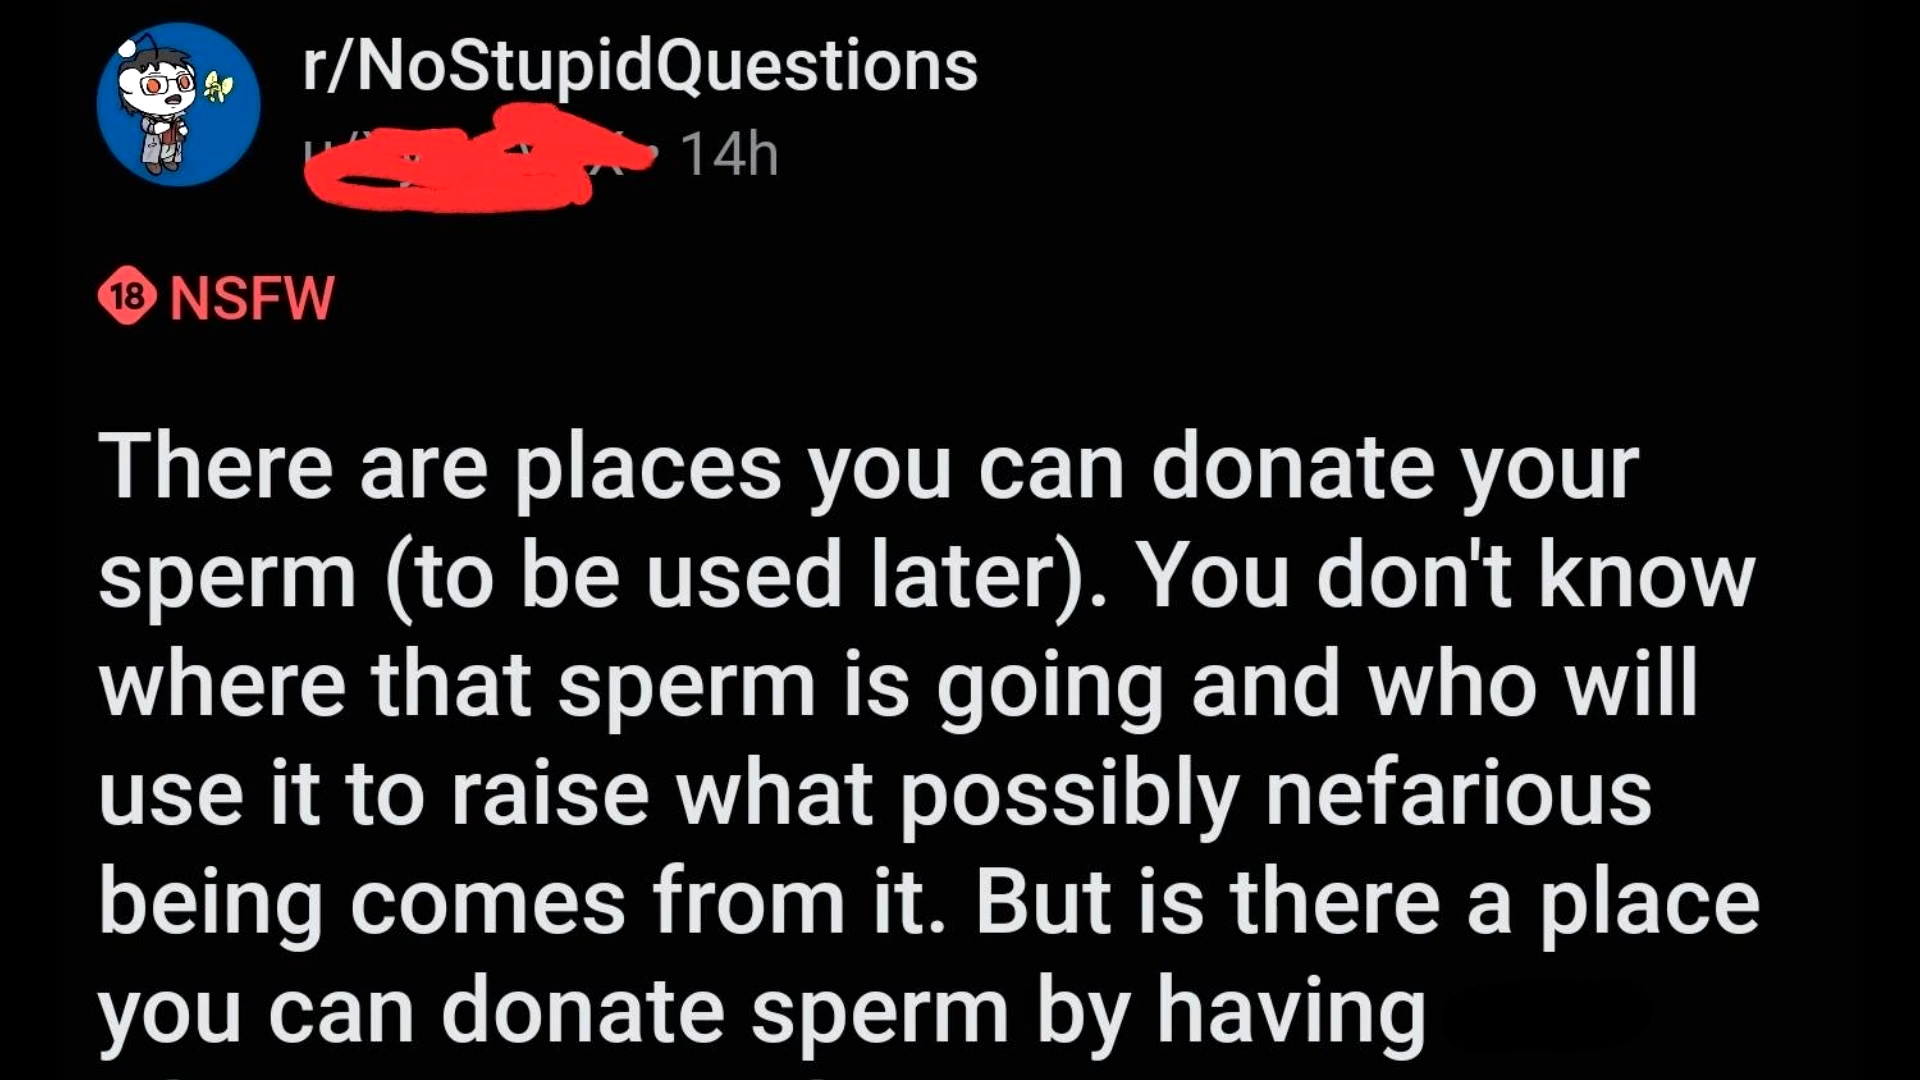 r/NoStupidQuestions
14h
18 NSFW
There are places you can donate your
sperm (to be used later). You don't know
where that sperm is going and who will
use it to raise what possibly nefarious
being comes from it. But is there a place
you can donate sperm by having